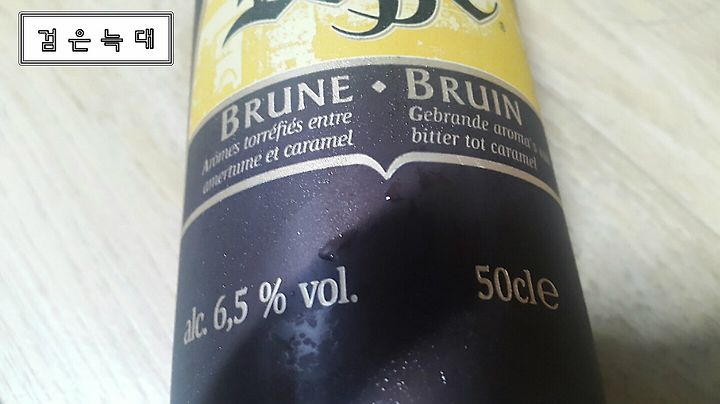 검은늑대
BRUNE • BRUIN
Arômes torréfiés entre
amertume et caramel
Gebrande aroma's
bitter tot caramel
alc. 6,5 % vol.
50cl e